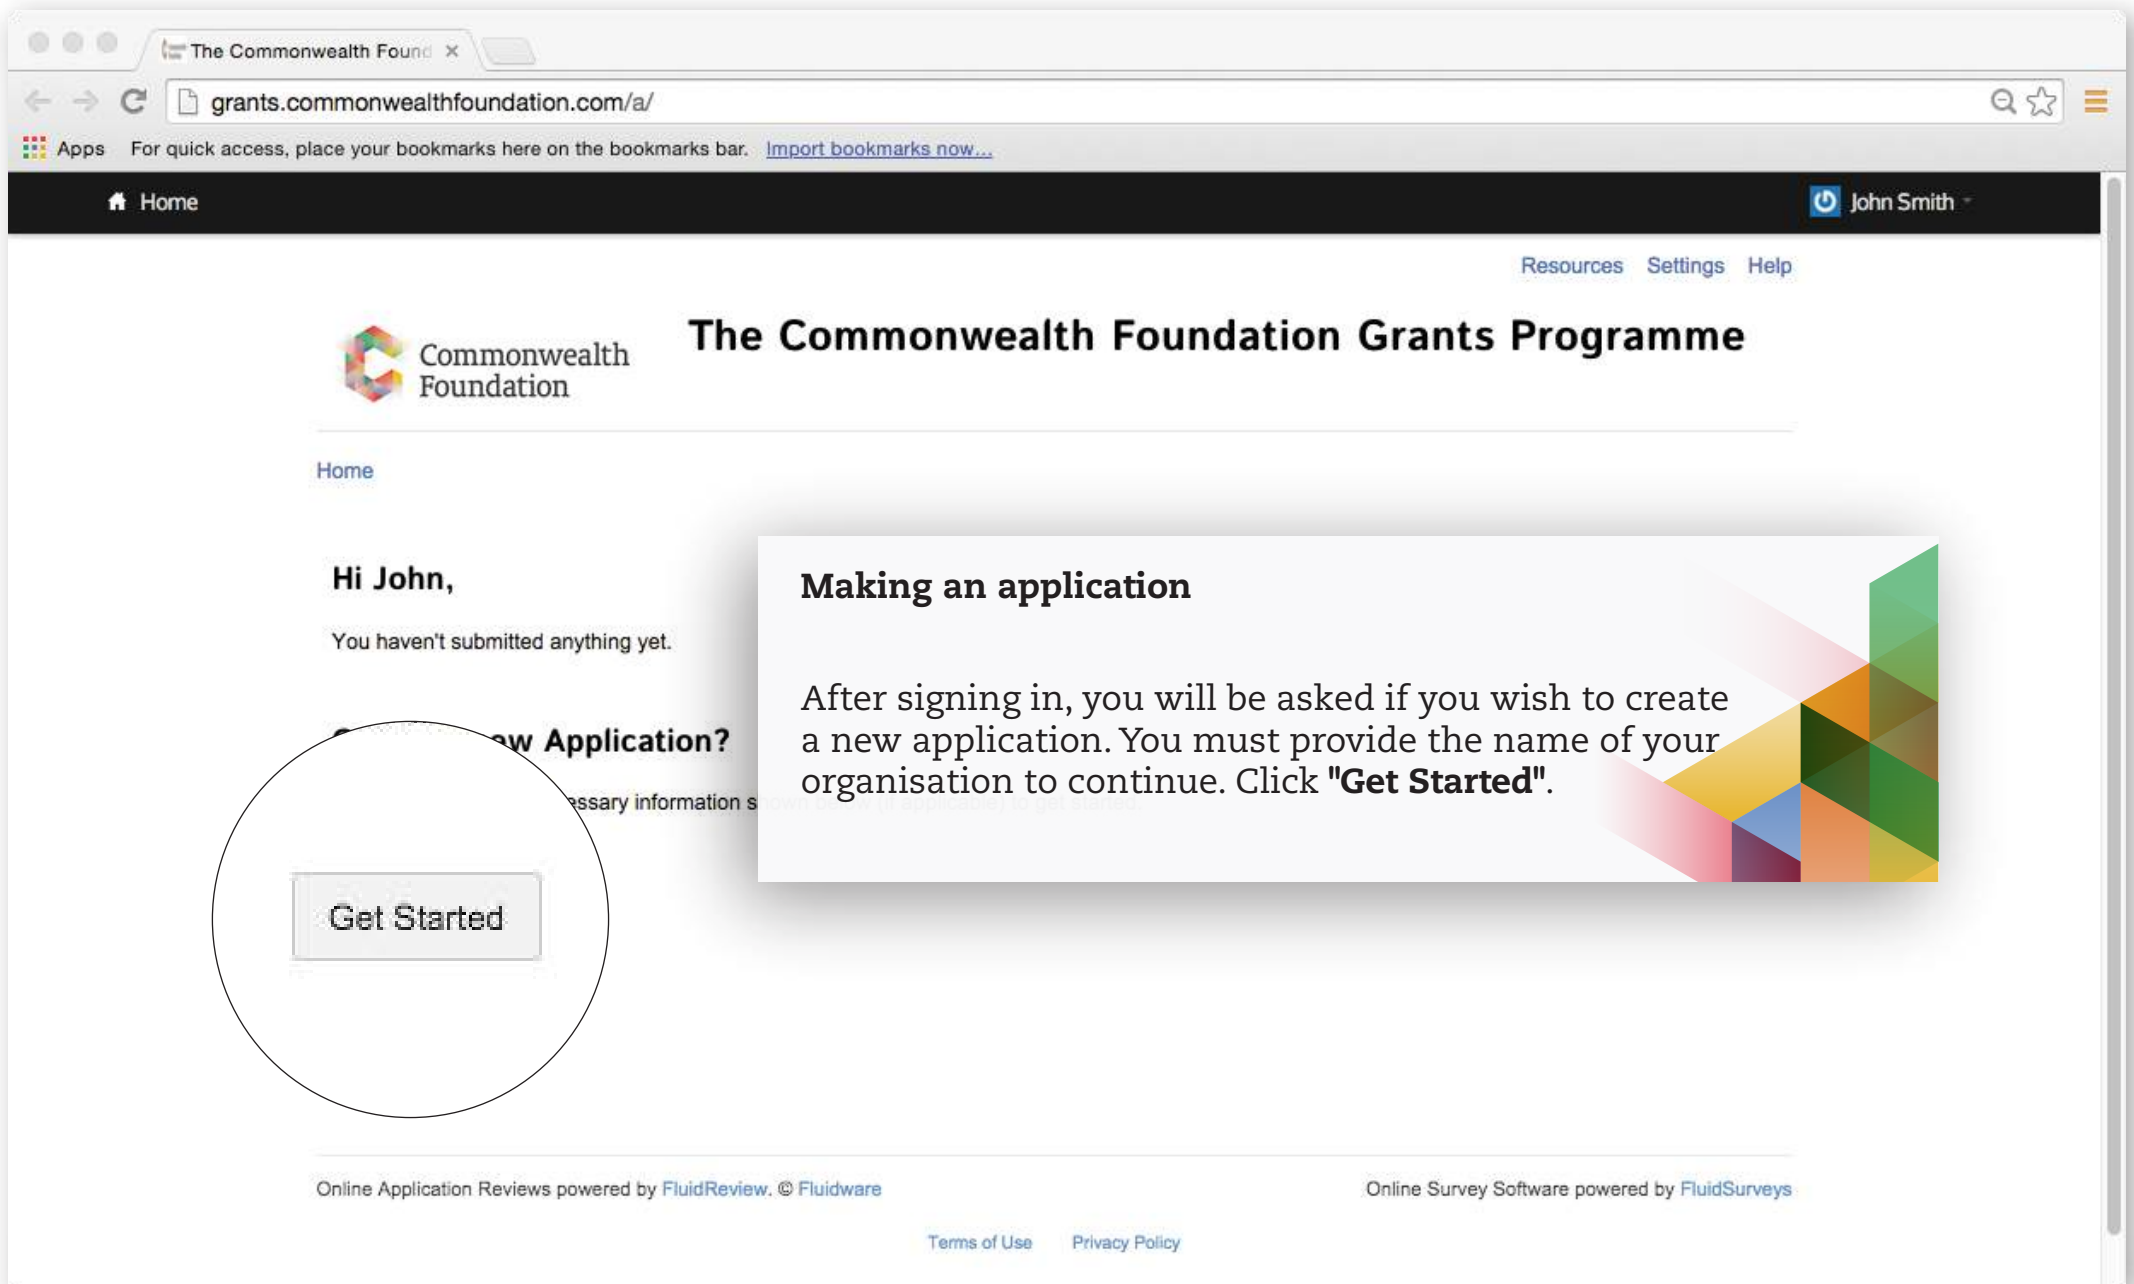 The Commonwealth Found
grants.commonwealthfoundation.com/a/
Apps For quick access, place your bookmarks here on the bookmarks bar. Import bookmarks now...
Home John Smith
Resources Settings Help
The Commonwealth Foundation Grants Programme
Commonwealth
Foundation
Home
Hi John,
You haven't submitted anything yet.
Application?
information
Making an application
After signing in, you will be asked if you wish to create
a new application. You must provide the name of your
organisation to continue. Click "Get Started".
Get Started
Online Application Reviews powered by FluidReview. © Fluidware Online Survey Software powered by FluidSurveys
Terms of Use Privacy Policy